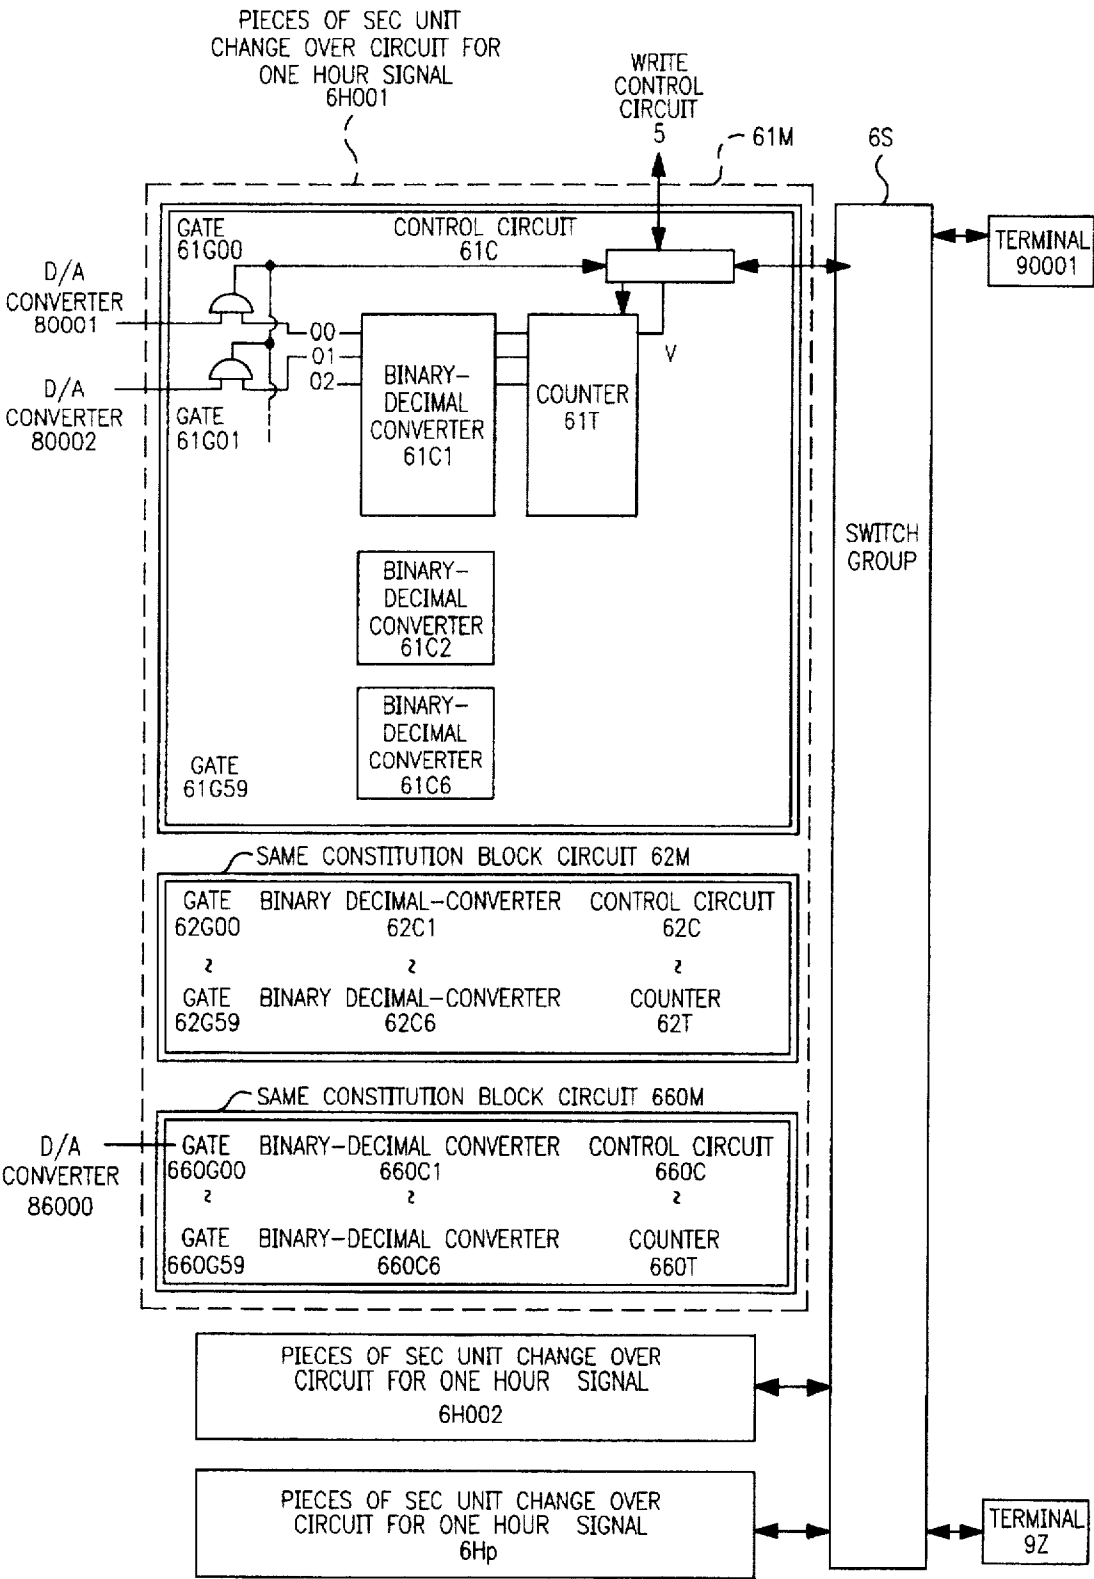 PIECES OF SEC UNIT
CHANGE OVER CIRCUIT FOR
ONE HOUR SIGNAL
6H001
WRITE
CONTROL
CIRCUIT
5
61M
6S
GATE
61G00
CONTROL CIRCUIT
61C
TERMINAL
90001
D/A
CONVERTER
80001
00
01
02
V
BINARY-
DECIMAL
CONVERTER
61C1
COUNTER
61T
D/A
CONVERTER
80002
GATE
61G01
SWITCH
GROUP
BINARY-
DECIMAL
CONVERTER
61C2
BINARY-
DECIMAL
CONVERTER
61C6
GATE
61G59
SAME CONSTITUTION BLOCK CIRCUIT 62M
GATE BINARY DECIMAL-CONVERTER CONTROL CIRCUIT
62G00 62C1 62C
~ ~ ~
GATE BINARY DECIMAL-CONVERTER COUNTER
62G59 62C6 62T
SAME CONSTITUTION BLOCK CIRCUIT 660M
D/A
CONVERTER
86000
GATE BINARY-DECIMAL CONVERTER CONTROL CIRCUIT
660G00 660C1 660C
~ ~ ~
GATE BINARY-DECIMAL CONVERTER COUNTER
660G59 660C6 660T
PIECES OF SEC UNIT CHANGE OVER
CIRCUIT FOR ONE HOUR SIGNAL
6H002
PIECES OF SEC UNIT CHANGE OVER
CIRCUIT FOR ONE HOUR SIGNAL
6Hp
TERMINAL
9Z